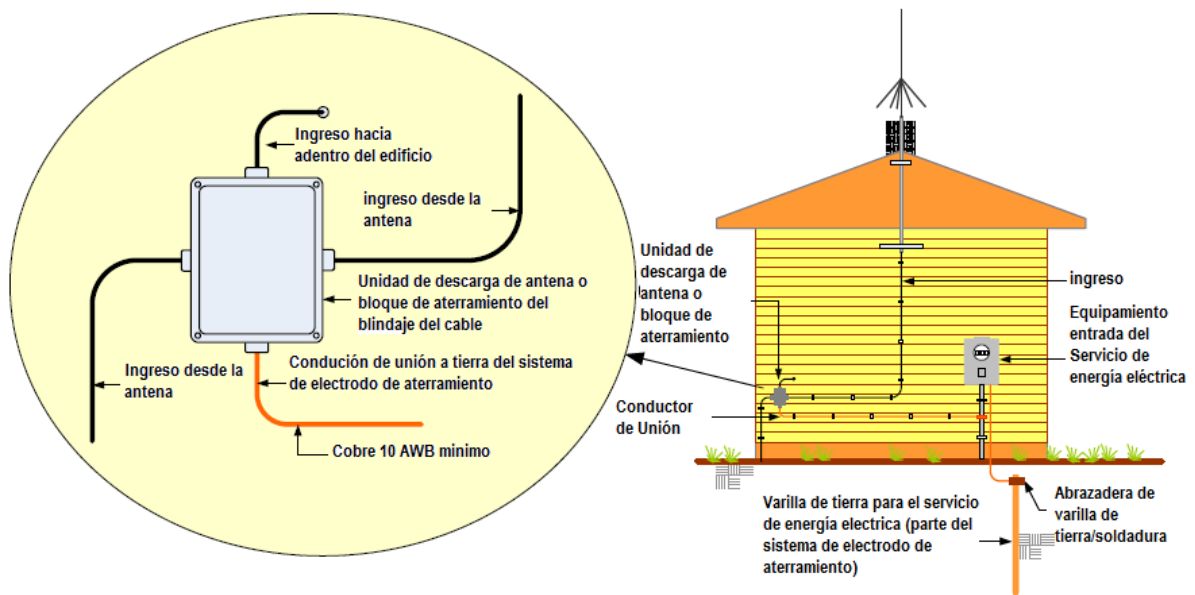 Ingreso hacia
adentro del edificio
ingreso desde la
antena
Unidad de descarga de antena o
bloque de aterramiento del
blindaje del cable
Condución de unión a tierra del sistema
de electrodo de aterramiento
Ingreso desde la
antena
Cobre 10 AWB minimo
Unidad de
descarga de
antena o
bloque de
aterramiento
ingreso
Equipamiento
entrada del
Servicio de
energía eléctrica
Conductor
de Unión
Varilla de tierra para el servicio
de energía electrica (parte del
sistema de electrodo de
aterramiento)
Abrazadera de
varilla de
tierra/soldadura